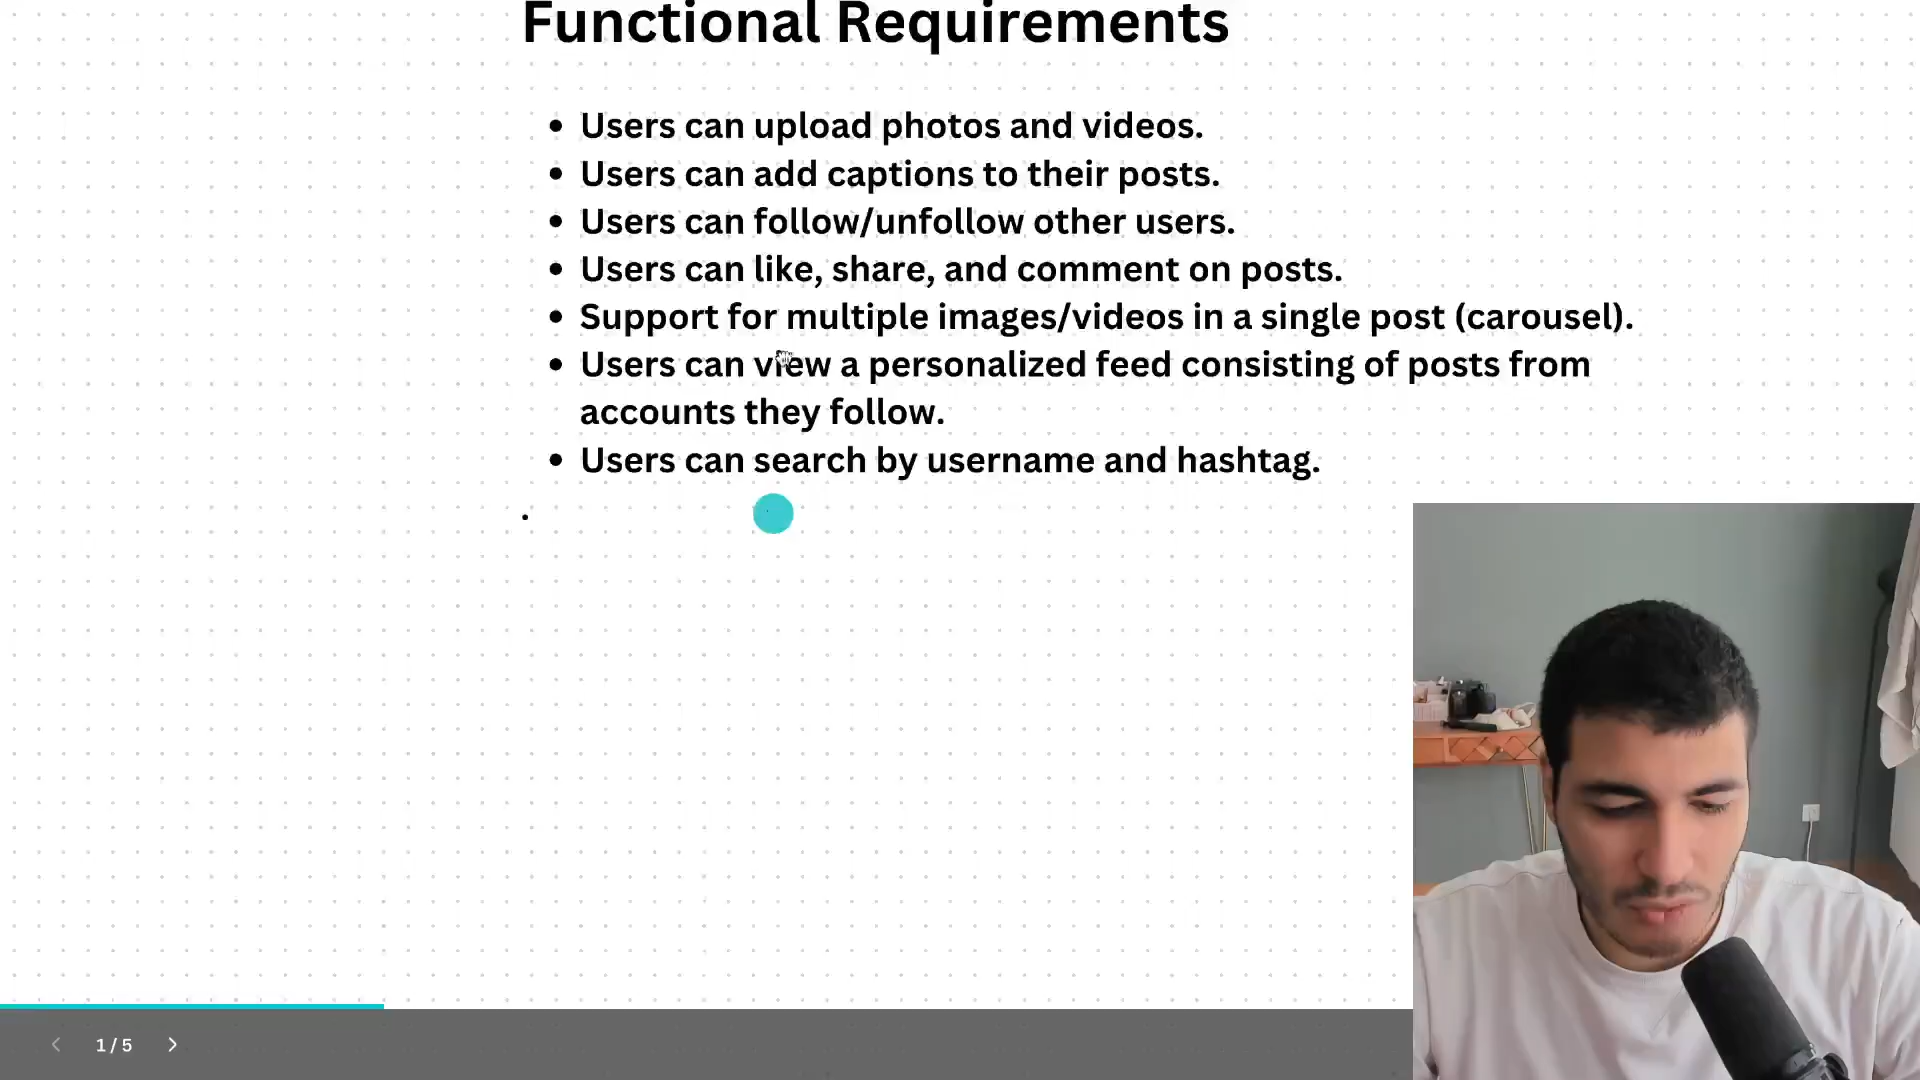 Functional Requirements
• Users can upload photos and videos.
• Users can add captions to their posts.
• Users can follow/unfollow other users.
• Users can like, share, and comment on posts.
• Support for multiple images/videos in a single post (carousel).
• Users can view a personalized feed consisting of posts from
accounts they follow.
• Users can search by username and hashtag.
1 / 5